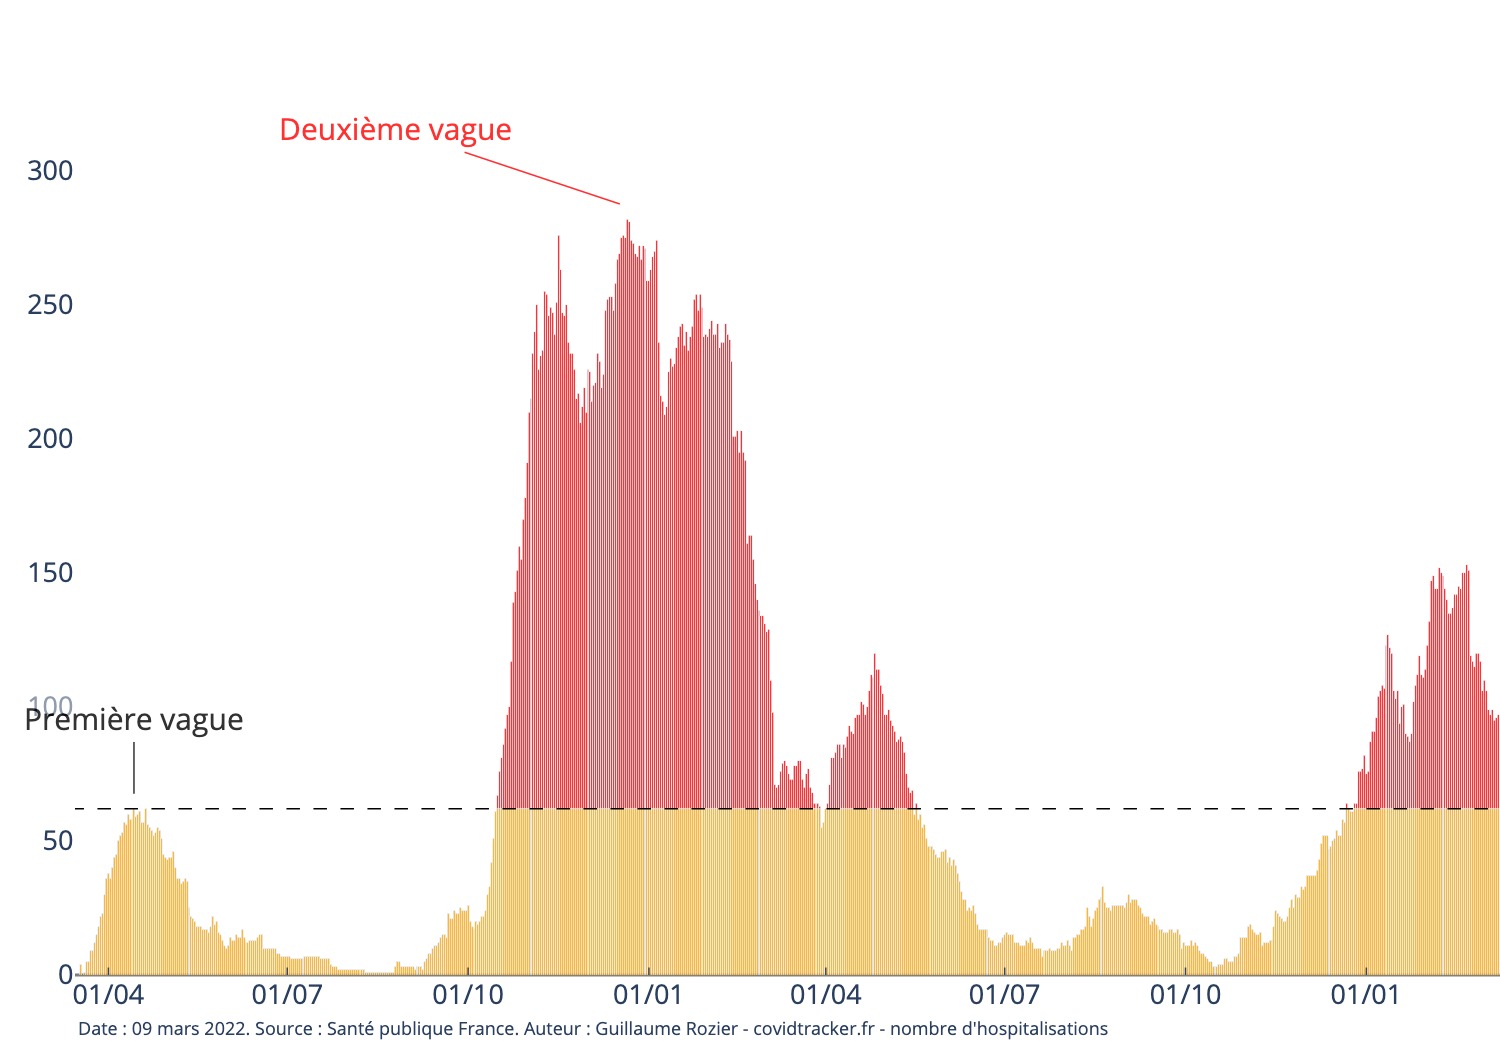 Deuxième vague
300
250
200
150
100
Première vague
50
0
01/04 01/07 01/10 01/01 01/04 01/07 01/10 01/01
Date : 09 mars 2022. Source : Santé publique France. Auteur : Guillaume Rozier - covidtracker.fr - nombre d'hospitalisations